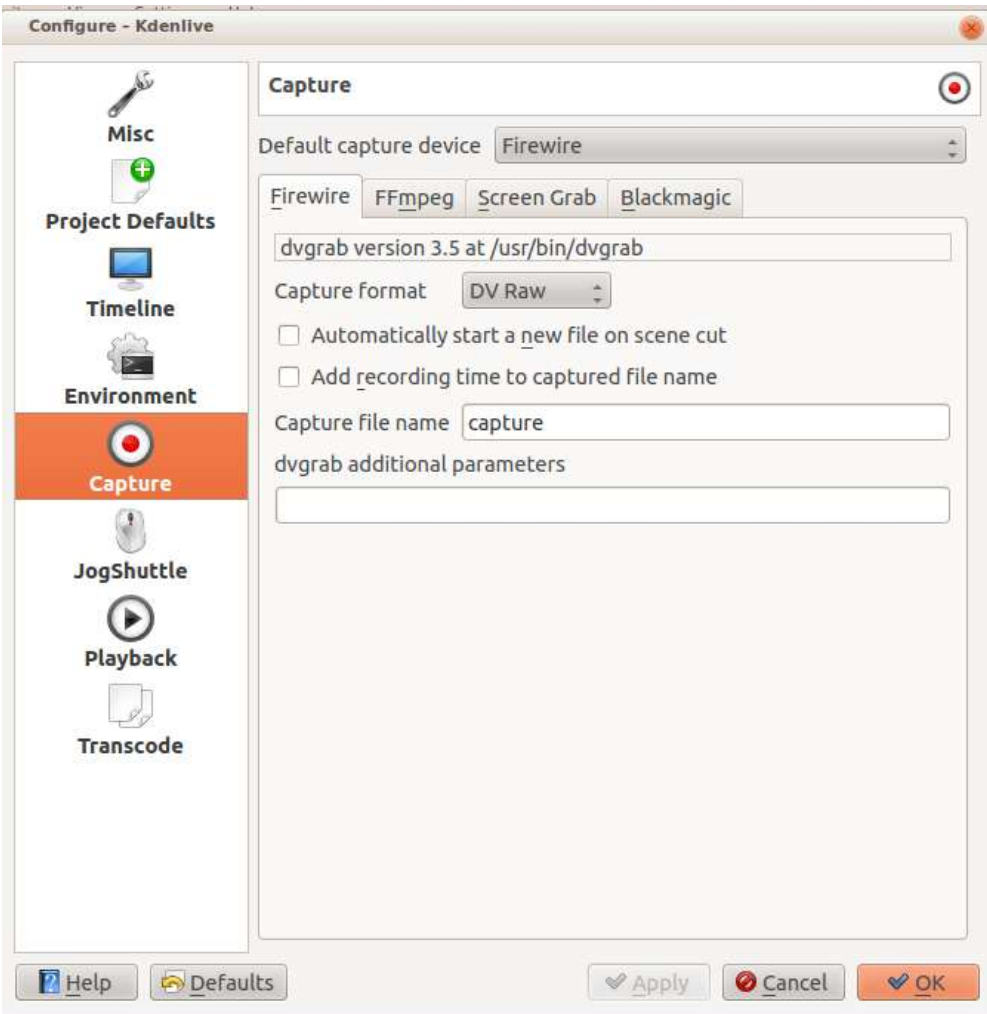 Configure - Kdenlive
Misc
Project Defaults
Timeline
Environment
Capture
JogShuttle
Playback
Transcode
Capture
Default capture device Firewire
Firewire FFmpeg Screen Grab Blackmagic
dvgrab version 3.5 at /usr/bin/dvgrab
Capture format DV Raw
Automatically start a new file on scene cut
Add recording time to captured file name
Capture file name capture
dvgrab additional parameters
Help Defaults Apply Cancel OK